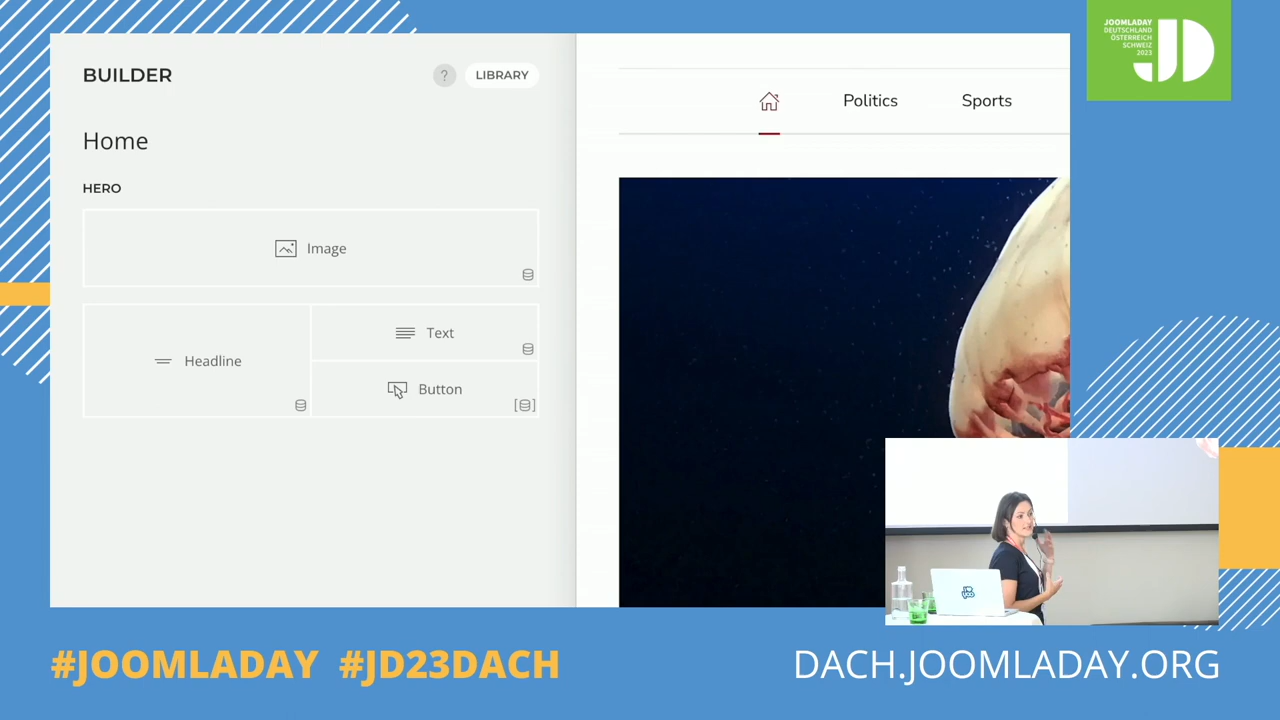 BUILDER
?
LIBRARY
Home
HERO
Image
Headline
Text
Button
Politics
Sports
JOOMLADAY
DEUTSCHLAND
ÖSTERREICH
SCHWEIZ
2023
JD
#JOOMLADAY #JD23DACH
DACH.JOOMLADAY.ORG